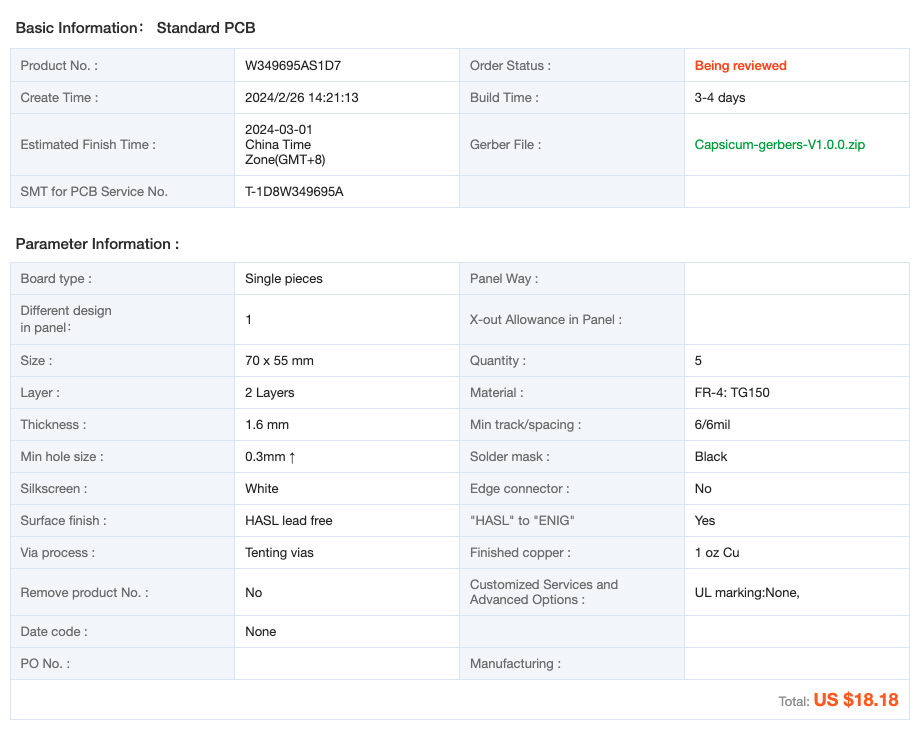 Basic Information： Standard PCB
Product No. : W349695AS1D7 Order Status : Being reviewed
Create Time : 2024/2/26 14:21:13 Build Time : 3-4 days
Estimated Finish Time : 2024-03-01
China Time
Zone(GMT+8)
Gerber File : Capsicum-gerbers-V1.0.0.zip
SMT for PCB Service No. T-1D8W349695A
Parameter Information :
Board type : Single pieces Panel Way :
Different design
in panel：
1 X-out Allowance in Panel :
Size : 70 x 55 mm Quantity : 5
Layer : 2 Layers Material : FR-4: TG150
Thickness : 1.6 mm Min track/spacing : 6/6mil
Min hole size : 0.3mm ↑ Solder mask : Black
Silkscreen : White Edge connector : No
Surface finish : HASL lead free "HASL" to "ENIG" Yes
Via process : Tenting vias Finished copper : 1 oz Cu
Remove product No. : No Customized Services and
Advanced Options :
UL marking:None,
Date code : None
PO No. : Manufacturing :
Total: US $18.18